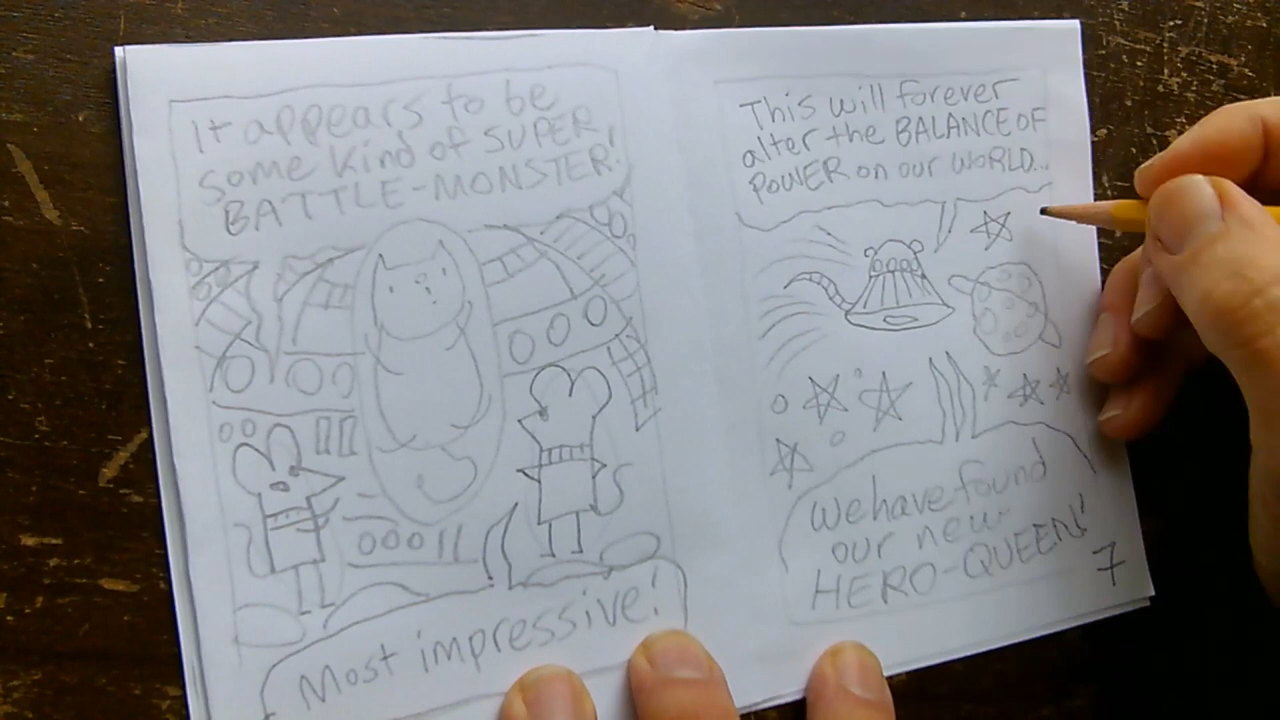 It appears to be
some kind of SUPER
BATTLE-MONSTER!
Most impressive!
This will forever
alter the BALANCE OF
POWER on our WORLD...
We have found
our new
HERO-QUEEN!
7